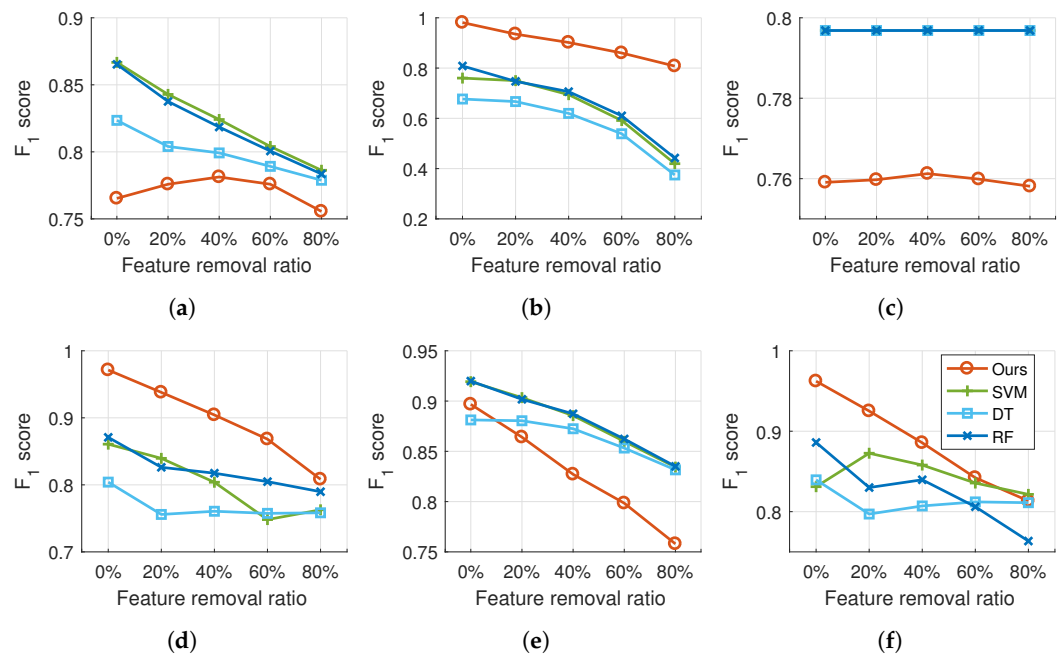 0.9
0.85
0.8
0.75
F1 score
0% 20% 40% 60% 80%
Feature removal ratio
(a)
1
0.8
0.6
0.4
0.2
F1 score
0% 20% 40% 60% 80%
Feature removal ratio
(b)
0.8
0.78
0.76
F1 score
0% 20% 40% 60% 80%
Feature removal ratio
(c)
1
0.9
0.8
0.7
F1 score
0% 20% 40% 60% 80%
Feature removal ratio
(d)
0.95
0.9
0.85
0.8
0.75
F1 score
0% 20% 40% 60% 80%
Feature removal ratio
(e)
1
0.9
0.8
F1 score
Ours
SVM
DT
RF
0% 20% 40% 60% 80%
Feature removal ratio
(f)